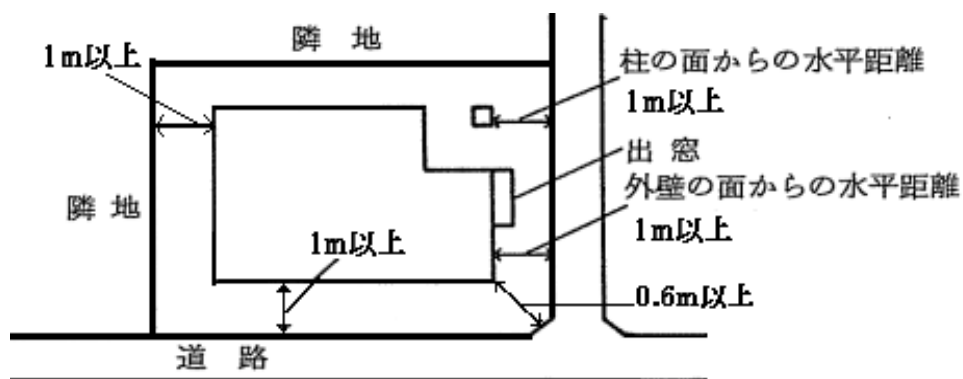 隣 地
1m以上
柱の面からの水平距離
1m以上
出 窓
外壁の面からの水平距離
1m以上
隣 地
1m以上
0.6m以上
道 路